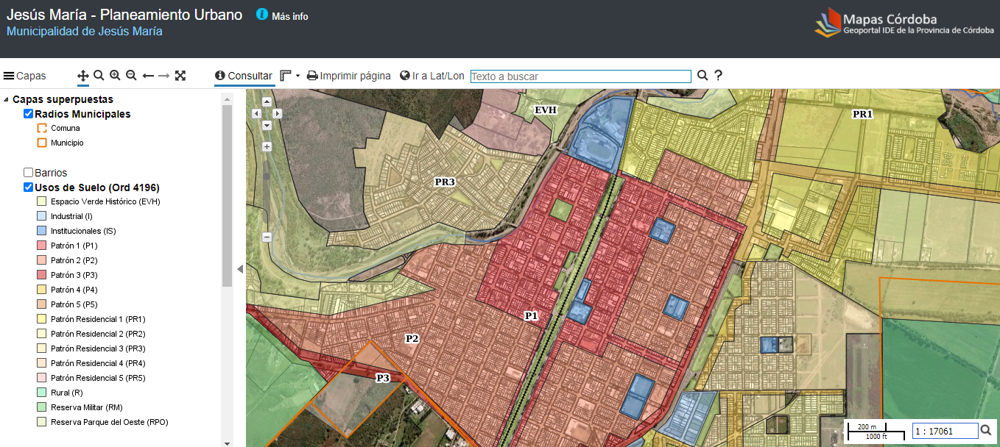 Jesús María - Planeamiento Urbano
Más info
Municipalidad de Jesús María
Mapas Córdoba
Geoportal IDE de la Provincia de Córdoba
Capas
Consultar
Imprimir página
Ir a Lat/Lon
Texto a buscar
?
Capas superpuestas
Radios Municipales
Comuna
Municipio
Barrios
Usos de Suelo (Ord 4196)
Espacio Verde Histórico (EVH)
Industrial (I)
Institucionales (IS)
Patrón 1 (P1)
Patrón 2 (P2)
Patrón 3 (P3)
Patrón 4 (P4)
Patrón 5 (P5)
Patrón Residencial 1 (PR1)
Patrón Residencial 2 (PR2)
Patrón Residencial 3 (PR3)
Patrón Residencial 4 (PR4)
Patrón Residencial 5 (PR5)
Rural (R)
Reserva Militar (RM)
Reserva Parque del Oeste (RPO)
EVH
PR1
PR3
P1
P2
P3
200 m
1000 ft
1 : 17061